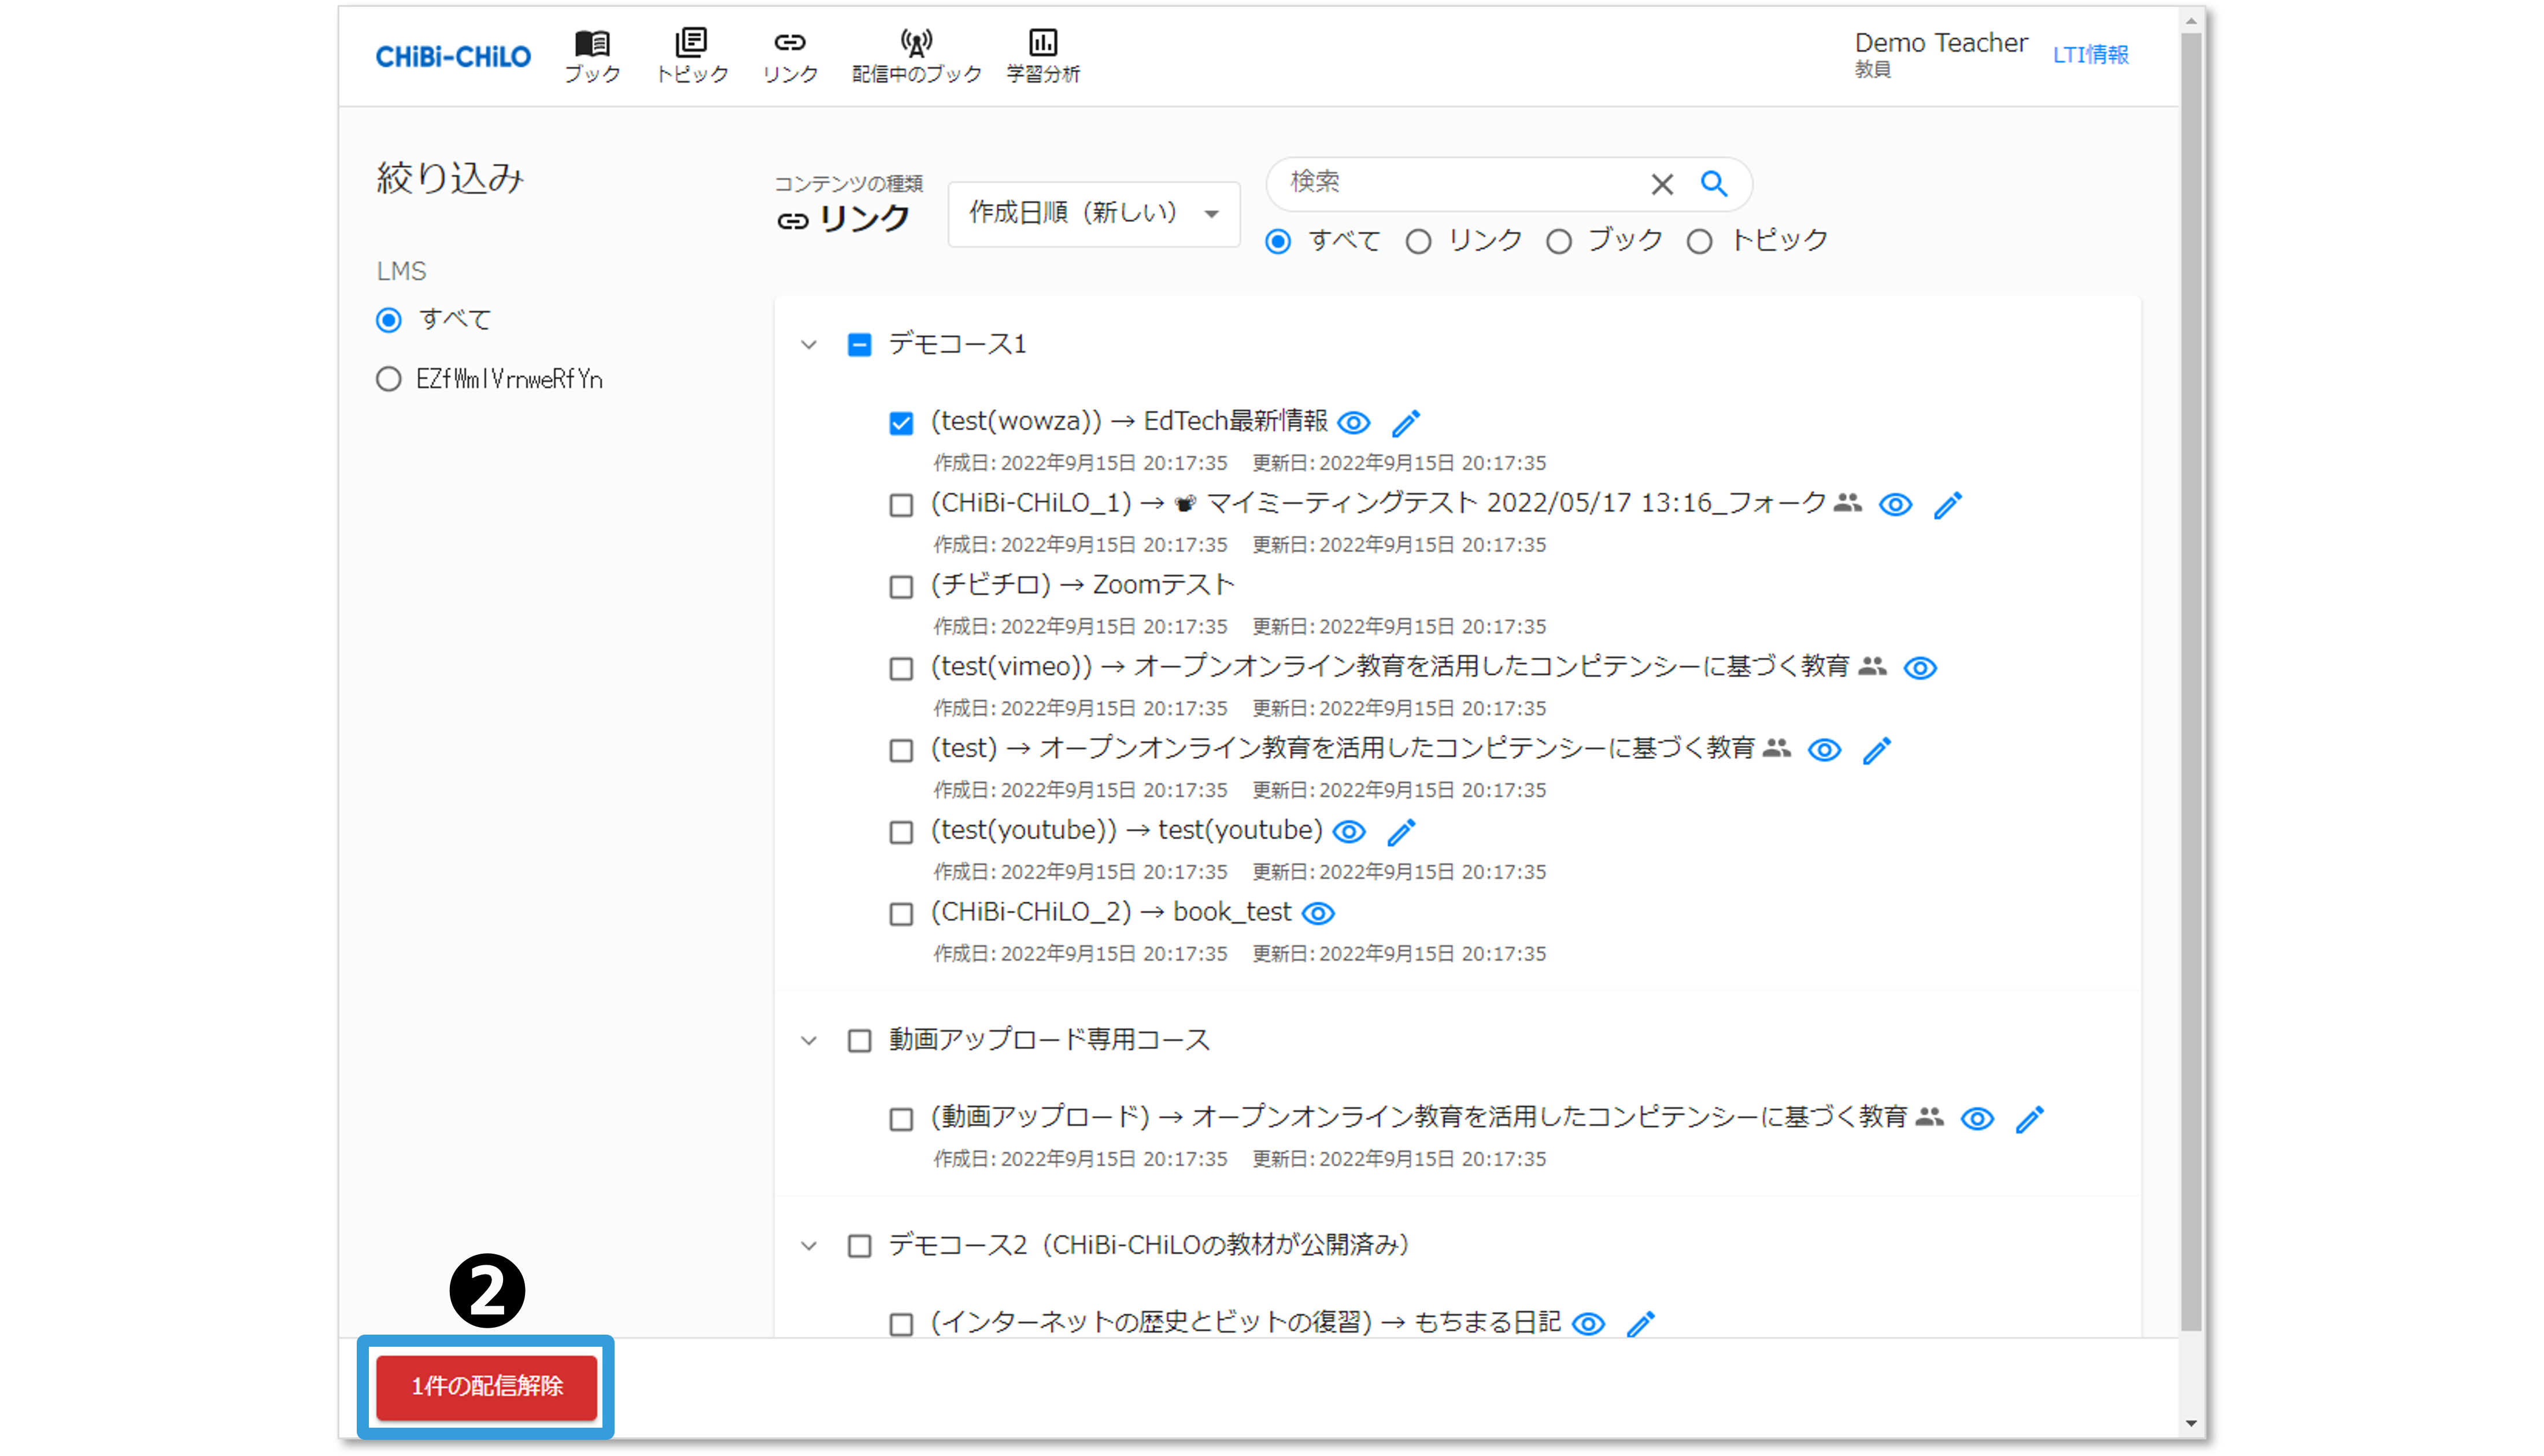 CHiBi-CHiLO
ブック
トピック
リンク
配信中のブック
学習分析
Demo Teacher
教員
LTI情報
絞り込み
LMS
すべて
EZfWmlVrnweRfYn
コンテンツの種類
リンク
作成日順（新しい）
検索
すべて リンク ブック トピック
デモコース1
(test(wowza)) → EdTech最新情報
作成日: 2022年9月15日 20:17:35 更新日: 2022年9月15日 20:17:35
(CHiBi-CHiLO_1) → 📽 マイミーティングテスト 2022/05/17 13:16_フォーク
作成日: 2022年9月15日 20:17:35 更新日: 2022年9月15日 20:17:35
(チビチロ) → Zoomテスト
作成日: 2022年9月15日 20:17:35 更新日: 2022年9月15日 20:17:35
(test(vimeo)) → オープンオンライン教育を活用したコンピテンシーに基づく教育
作成日: 2022年9月15日 20:17:35 更新日: 2022年9月15日 20:17:35
(test) → オープンオンライン教育を活用したコンピテンシーに基づく教育
作成日: 2022年9月15日 20:17:35 更新日: 2022年9月15日 20:17:35
(test(youtube)) → test(youtube)
作成日: 2022年9月15日 20:17:35 更新日: 2022年9月15日 20:17:35
(CHiBi-CHiLO_2) → book_test
作成日: 2022年9月15日 20:17:35 更新日: 2022年9月15日 20:17:35
動画アップロード専用コース
(動画アップロード) → オープンオンライン教育を活用したコンピテンシーに基づく教育
作成日: 2022年9月15日 20:17:35 更新日: 2022年9月15日 20:17:35
デモコース2（CHiBi-CHiLOの教材が公開済み）
(インターネットの歴史とビットの復習) → もちまる日記
2
1件の配信解除